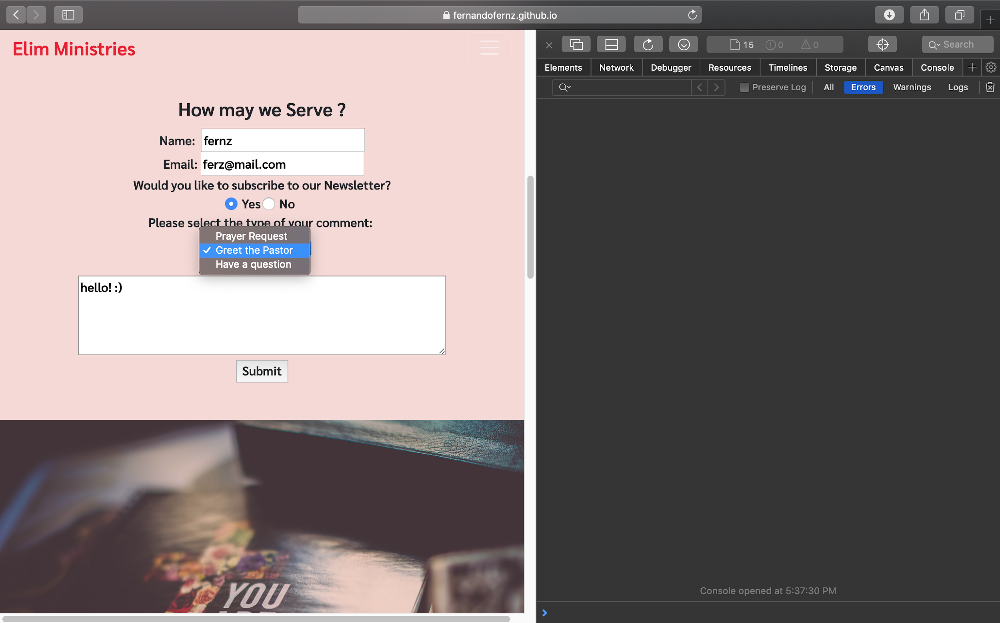 fernandofernz.github.io
Elim Ministries
How may we Serve ?
Name: fernz
Email: ferz@mail.com
Would you like to subscribe to our Newsletter?
Yes No
Please select the type of your comment:
Prayer Request
✓ Greet the Pastor
Have a question
hello! :)
Submit
YOU
15 0 0 Search
Elements Network Debugger Resources Timelines Storage Canvas Console
Preserve Log All Errors Warnings Logs
Console opened at 5:37:30 PM